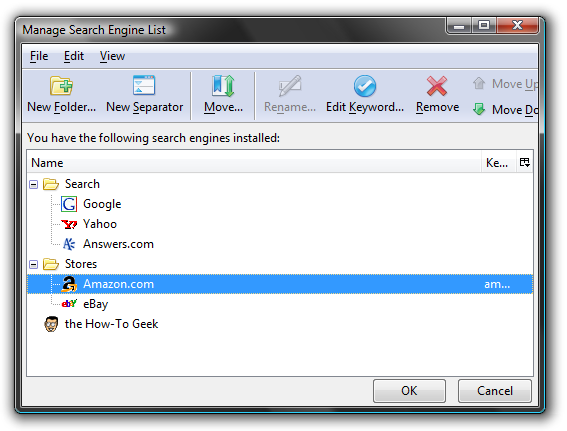 Manage Search Engine List
File Edit View
New Folder... New Separator Move... Rename... Edit Keyword... Remove Move Up
Move Do
You have the following search engines installed:
Name Ke...
Search
Google
Yahoo
Answers.com
Stores
Amazon.com am...
eBay
the How-To Geek
OK Cancel